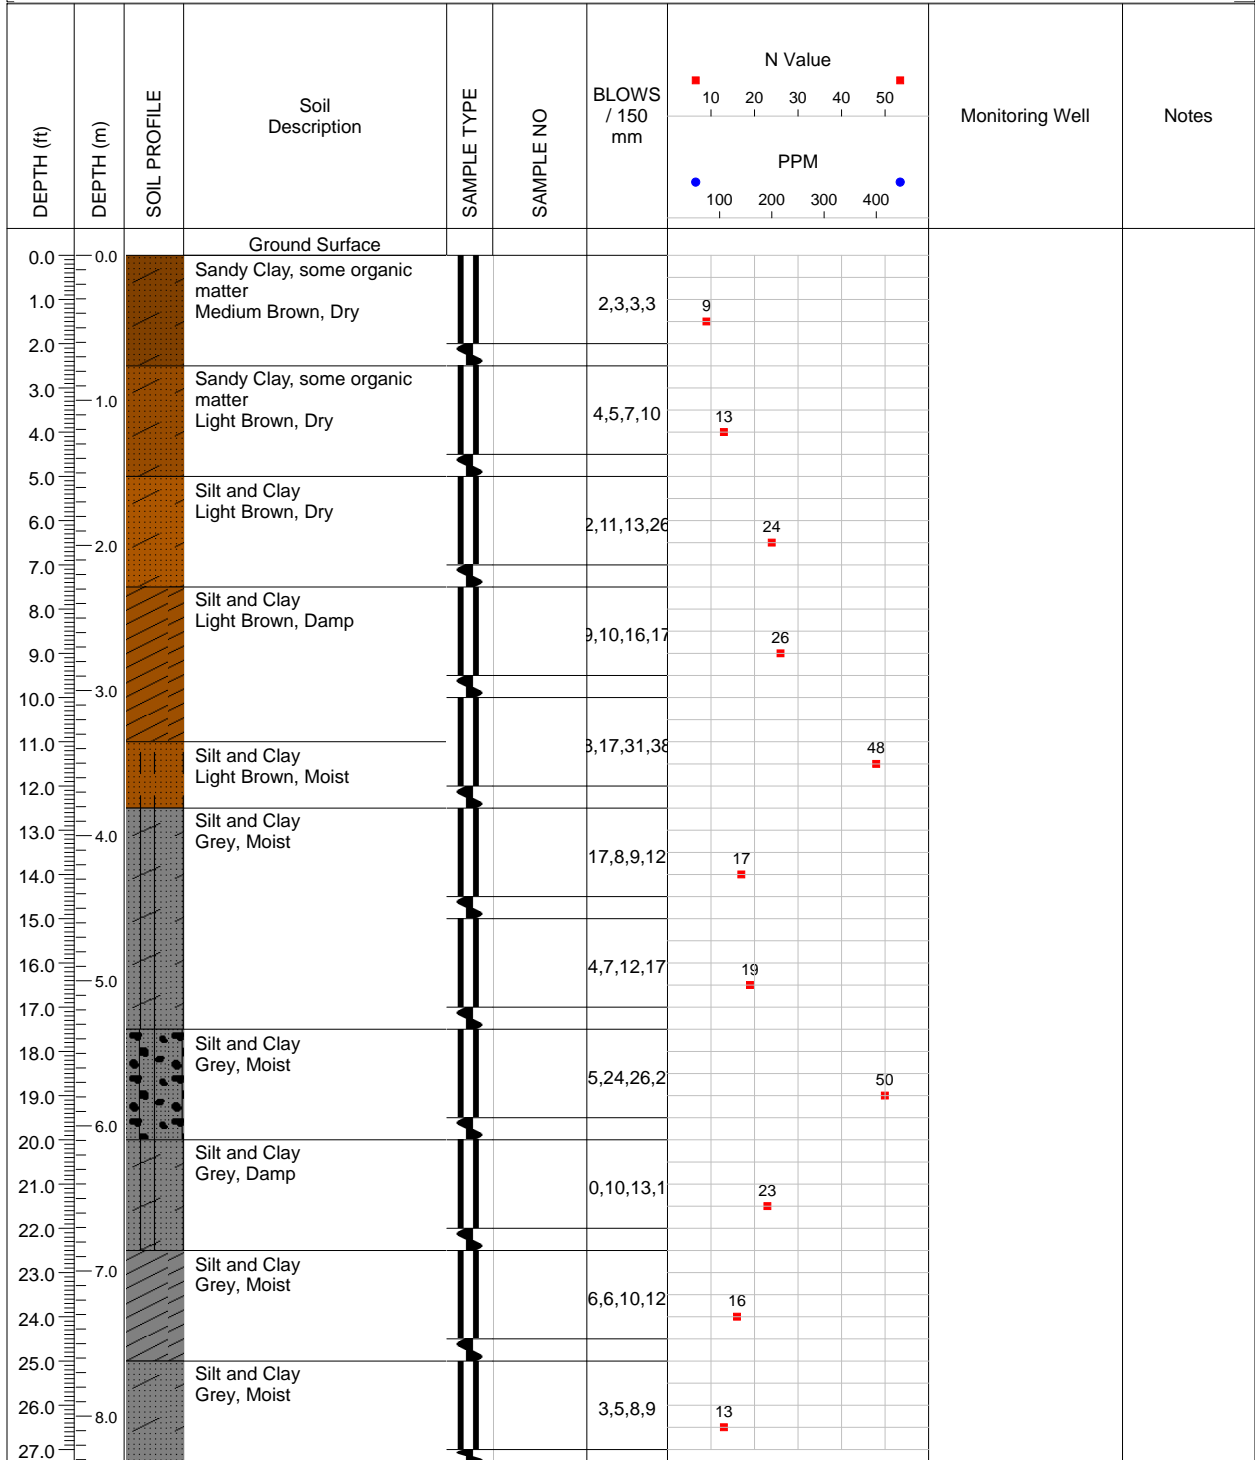 DEPTH (ft)
DEPTH (m)
SOIL PROFILE
Soil
Description
SAMPLE TYPE
SAMPLE NO
BLOWS
/ 150
mm
N Value
10 20 30 40 50
PPM
100 200 300 400
Monitoring Well
Notes
Ground Surface
0.0 0.0
Sandy Clay, some organic
matter
Medium Brown, Dry
1.0
2,3,3,3
9
2.0
Sandy Clay, some organic
matter
Light Brown, Dry
3.0
1.0
4,5,7,10
13
4.0
5.0
Silt and Clay
Light Brown, Dry
6.0
2,11,13,26
24
2.0
7.0
Silt and Clay
Light Brown, Damp
8.0
9,10,16,17
26
9.0
3.0
10.0
11.0
3,17,31,38
48
Silt and Clay
Light Brown, Moist
12.0
Silt and Clay
Grey, Moist
13.0
4.0
17,8,9,12
17
14.0
15.0
16.0
4,7,12,17
19
5.0
17.0
Silt and Clay
Grey, Moist
18.0
5,24,26,2
50
19.0
6.0
20.0
Silt and Clay
Grey, Damp
21.0
0,10,13,1
23
22.0
Silt and Clay
Grey, Moist
23.0
7.0
6,6,10,12
16
24.0
25.0
Silt and Clay
Grey, Moist
26.0
8.0
3,5,8,9
13
27.0